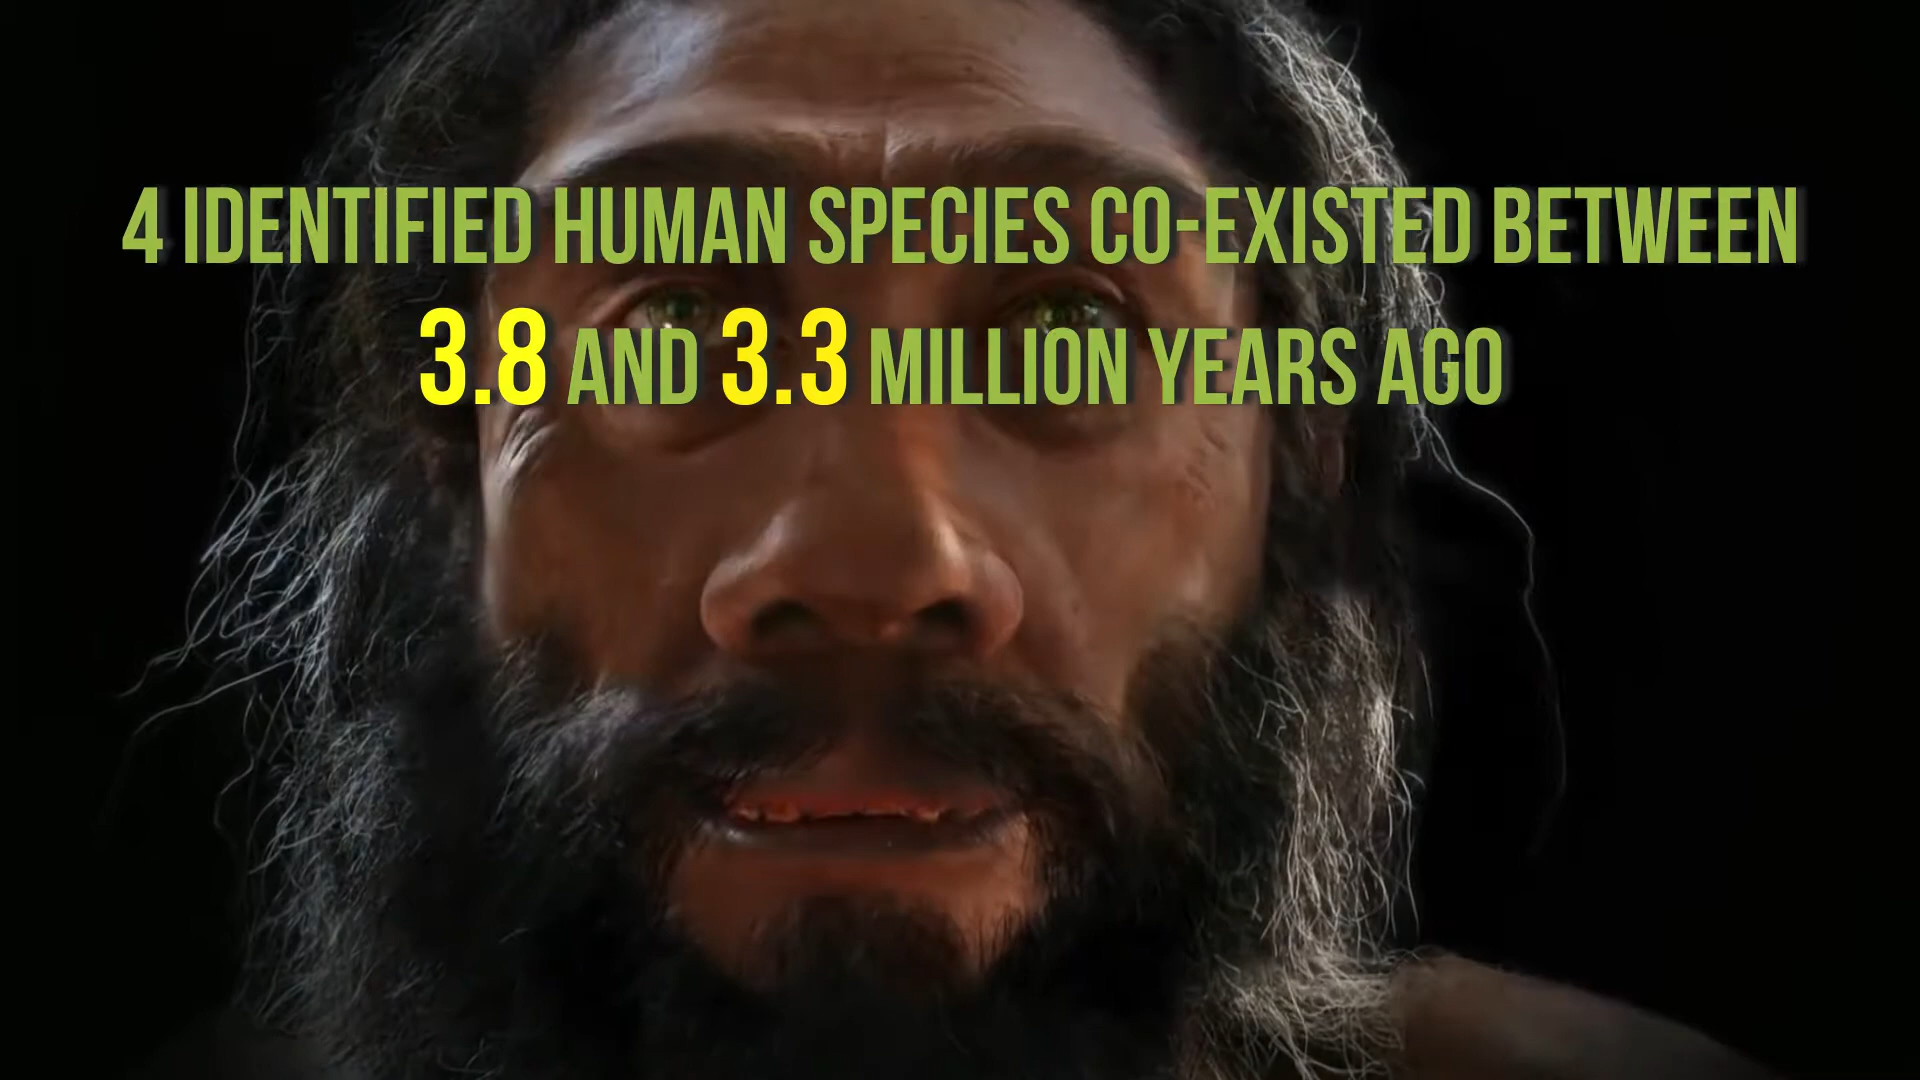 4 IDENTIFIED HUMAN SPECIES CO-EXISTED BETWEEN
3.8 AND 3.3 MILLION YEARS AGO